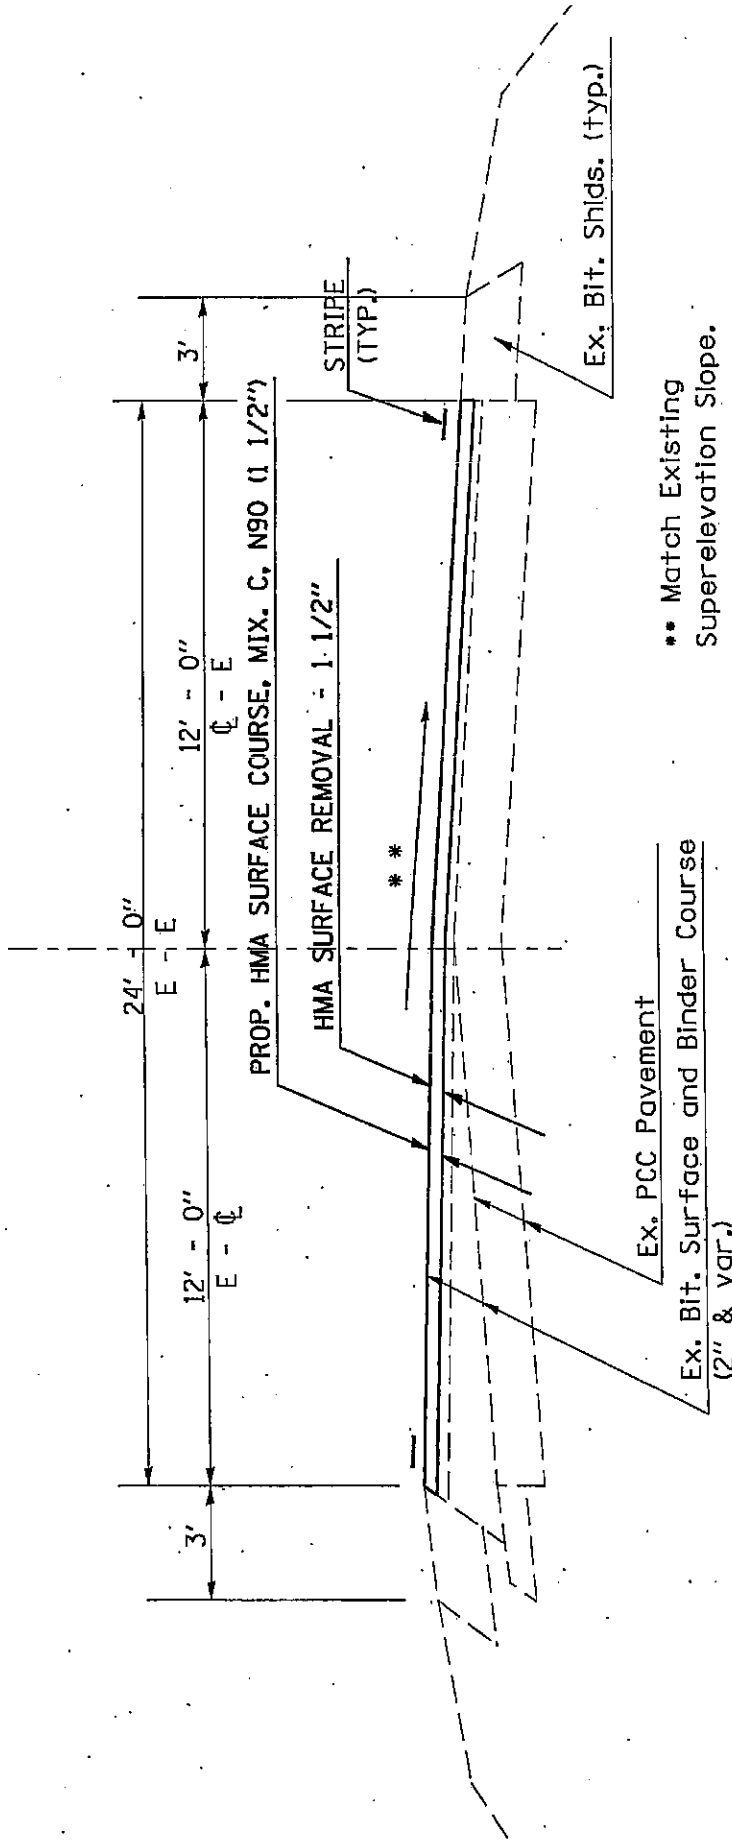 24' - 0"
E - E
12' - 0"
E - ℄
12' - 0"
℄ - E
3'
3'
PROP. HMA SURFACE COURSE, MIX. C, N90 (1 1/2")
HMA SURFACE REMOVAL - 1 1/2"
STRIPE
(TYP.)
**
Ex. Bit. Shlds. (typ.)
** Match Existing
Superelevation Slope.
Ex. PCC Pavement
Ex. Bit. Surface and Binder Course
(2" & var.)